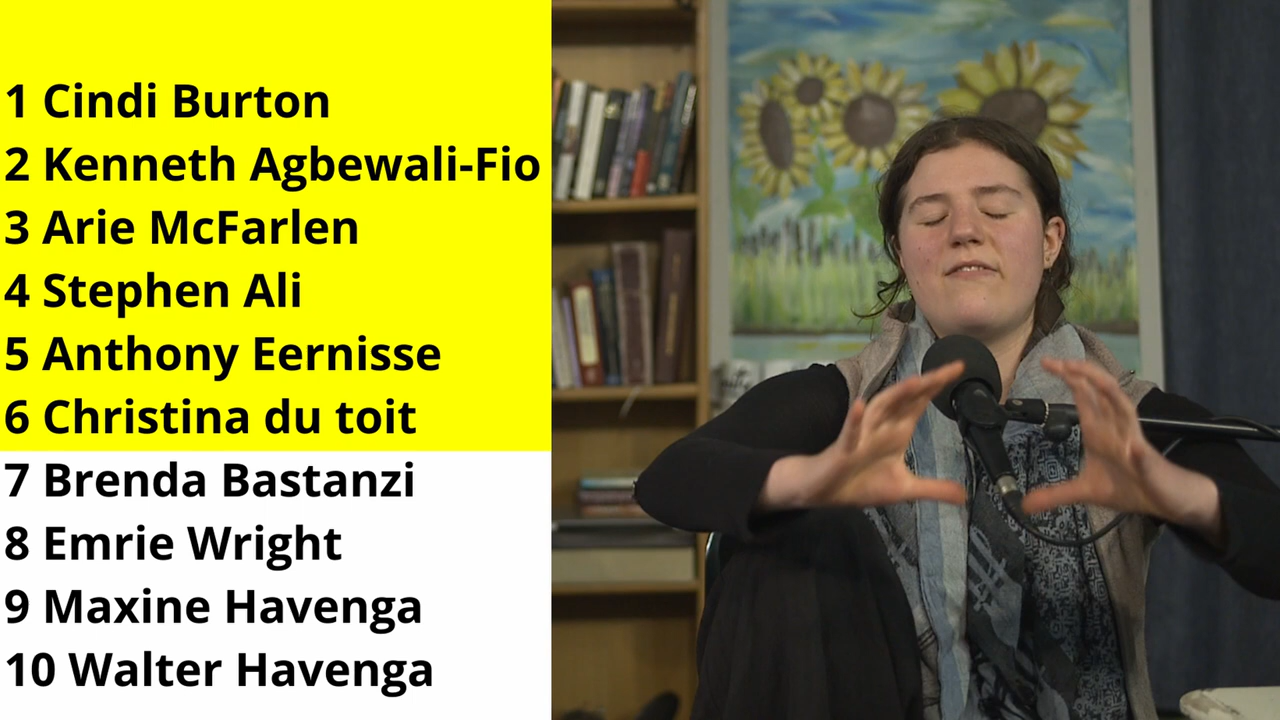 1 Cindi Burton
2 Kenneth Agbewali-Fio
3 Arie McFarlen
4 Stephen Ali
5 Anthony Eernisse
6 Christina du toit
7 Brenda Bastanzi
8 Emrie Wright
9 Maxine Havenga
10 Walter Havenga